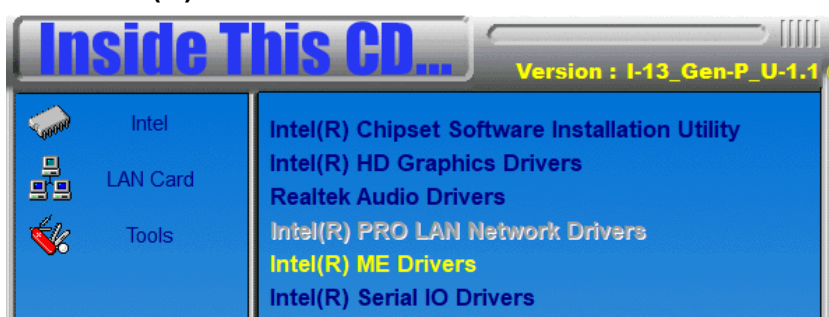 Inside This CD...
Version : I-13_Gen-P_U-1.1
Intel
LAN Card
Tools
Intel(R) Chipset Software Installation Utility
Intel(R) HD Graphics Drivers
Realtek Audio Drivers
Intel(R) PRO LAN Network Drivers
Intel(R) ME Drivers
Intel(R) Serial IO Drivers